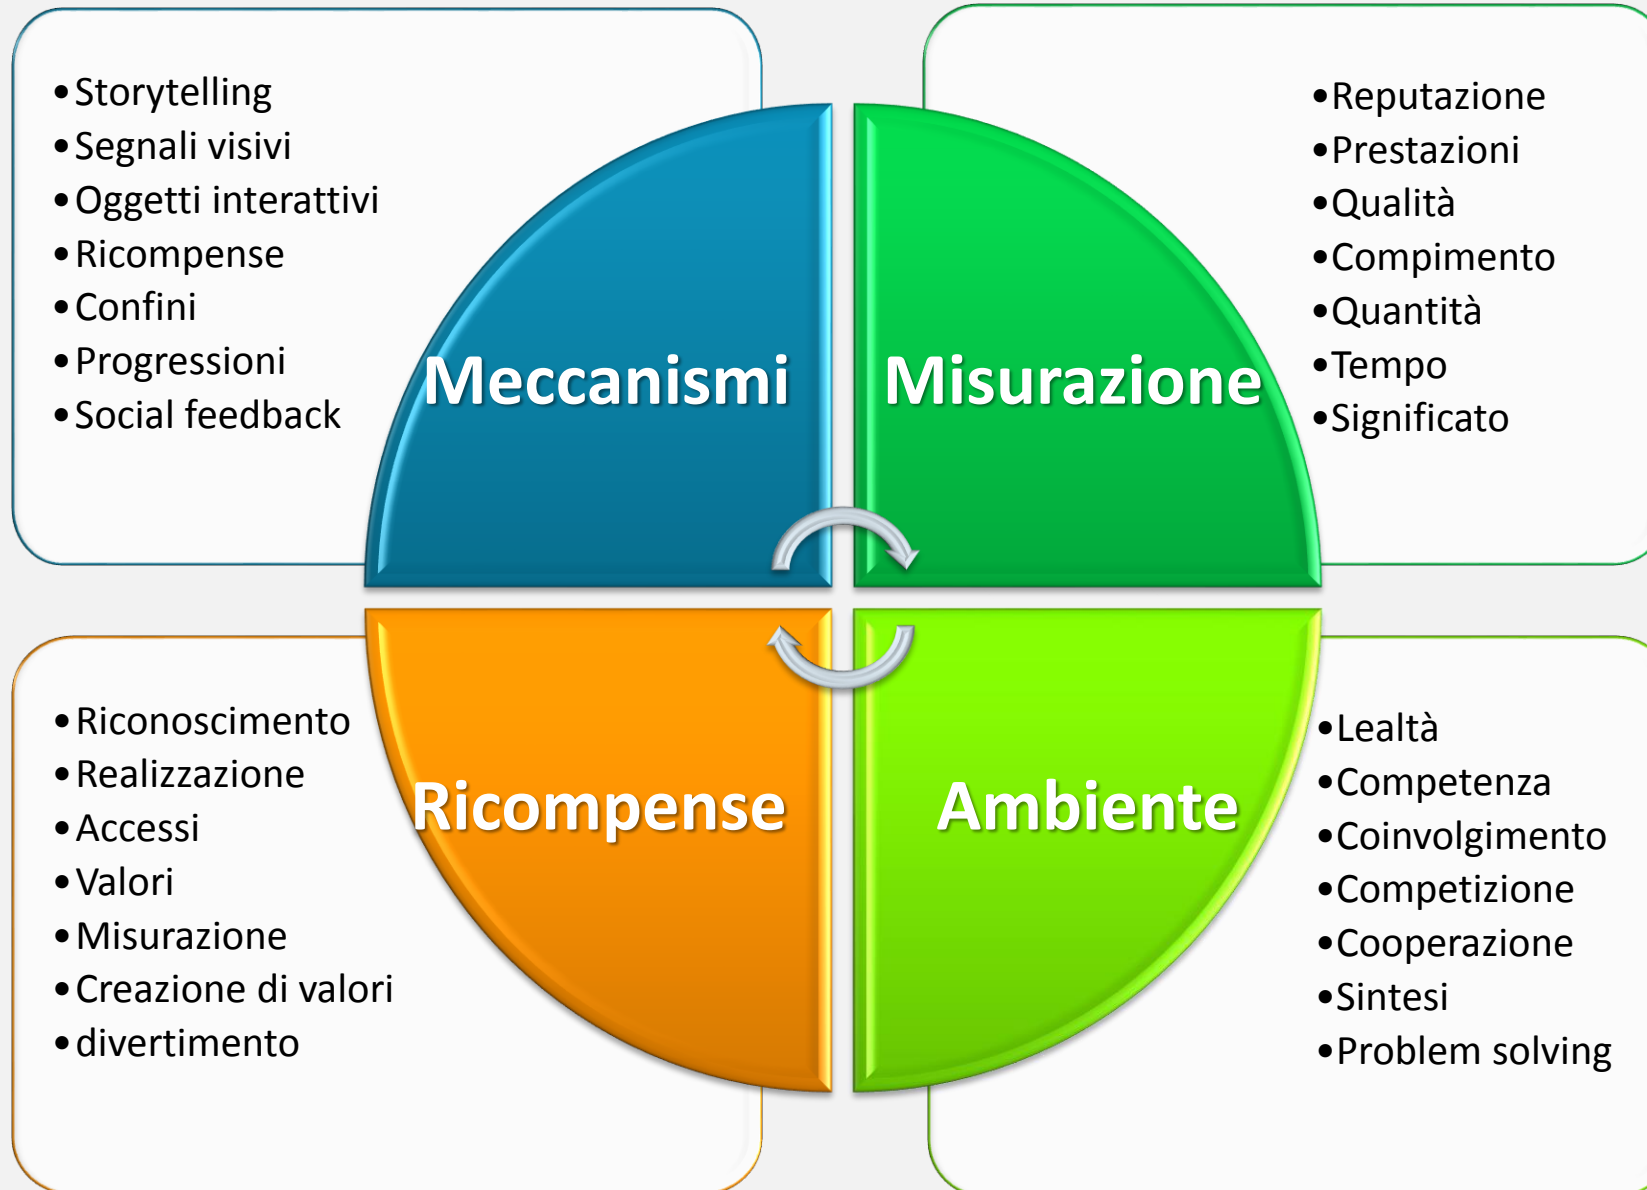 •Storytelling
•Segnali visivi
•Oggetti interattivi
•Ricompense
•Confini
•Progressioni
•Social feedback
Meccanismi
Misurazione
•Reputazione
•Prestazioni
•Qualità
•Compimento
•Quantità
•Tempo
•Significato
•Riconoscimento
•Realizzazione
•Accessi
•Valori
•Misurazione
•Creazione di valori
•divertimento
Ricompense
Ambiente
•Lealtà
•Competenza
•Coinvolgimento
•Competizione
•Cooperazione
•Sintesi
•Problem solving